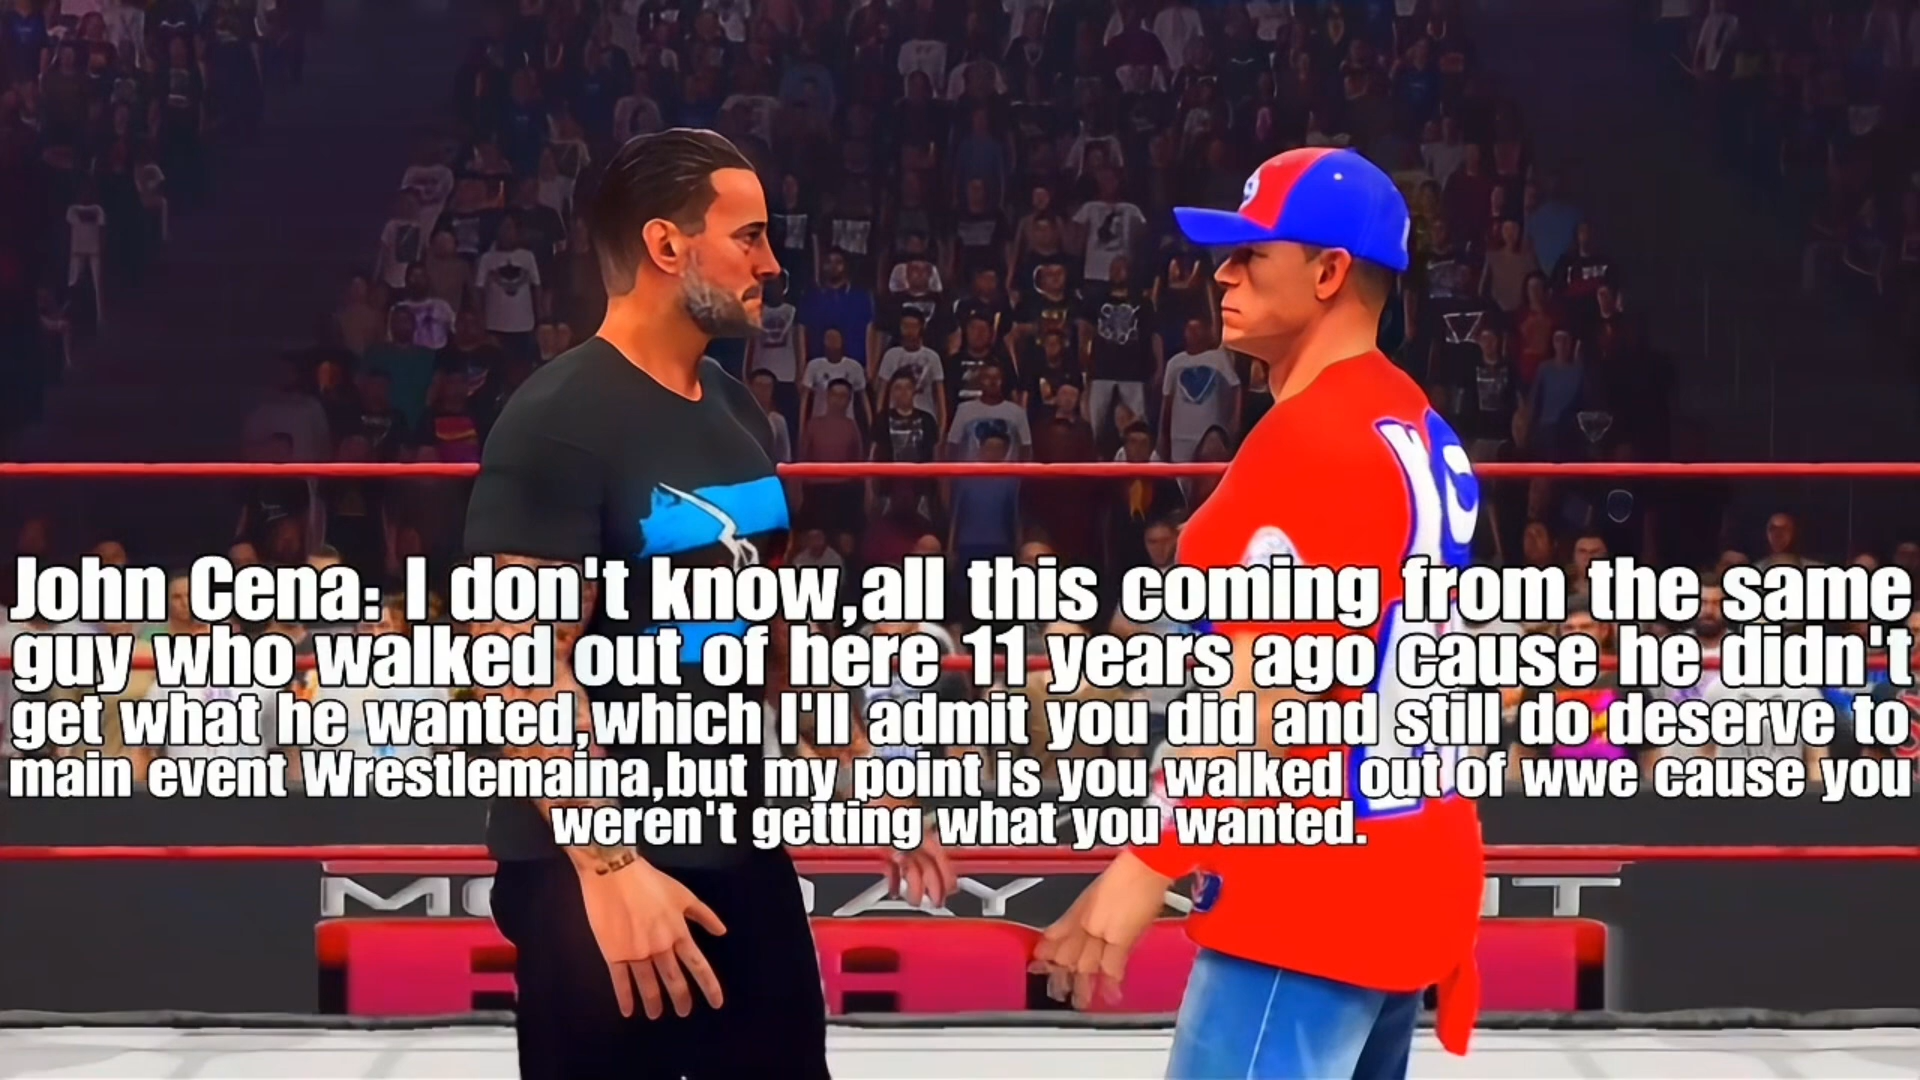 John Cena: I don't know,all this coming from the same
guy who walked out of here 11 years ago cause he didn't
get what he wanted,which I'll admit you did and still do deserve to
main event Wrestlemaina,but my point is you walked out of wwe cause you
weren't getting what you wanted.